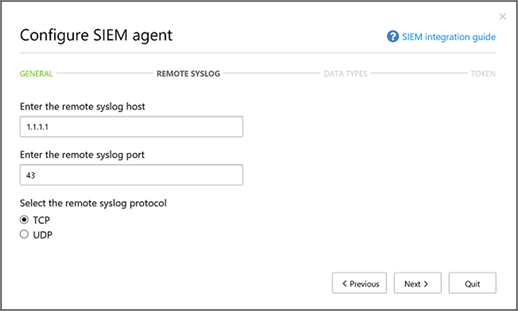 ×
Configure SIEM agent
? SIEM integration guide
GENERAL REMOTE SYSLOG DATA TYPES TOKEN
Enter the remote syslog host
1.1.1.1
Enter the remote syslog port
43
Select the remote syslog protocol
TCP
UDP
< Previous Next > Quit